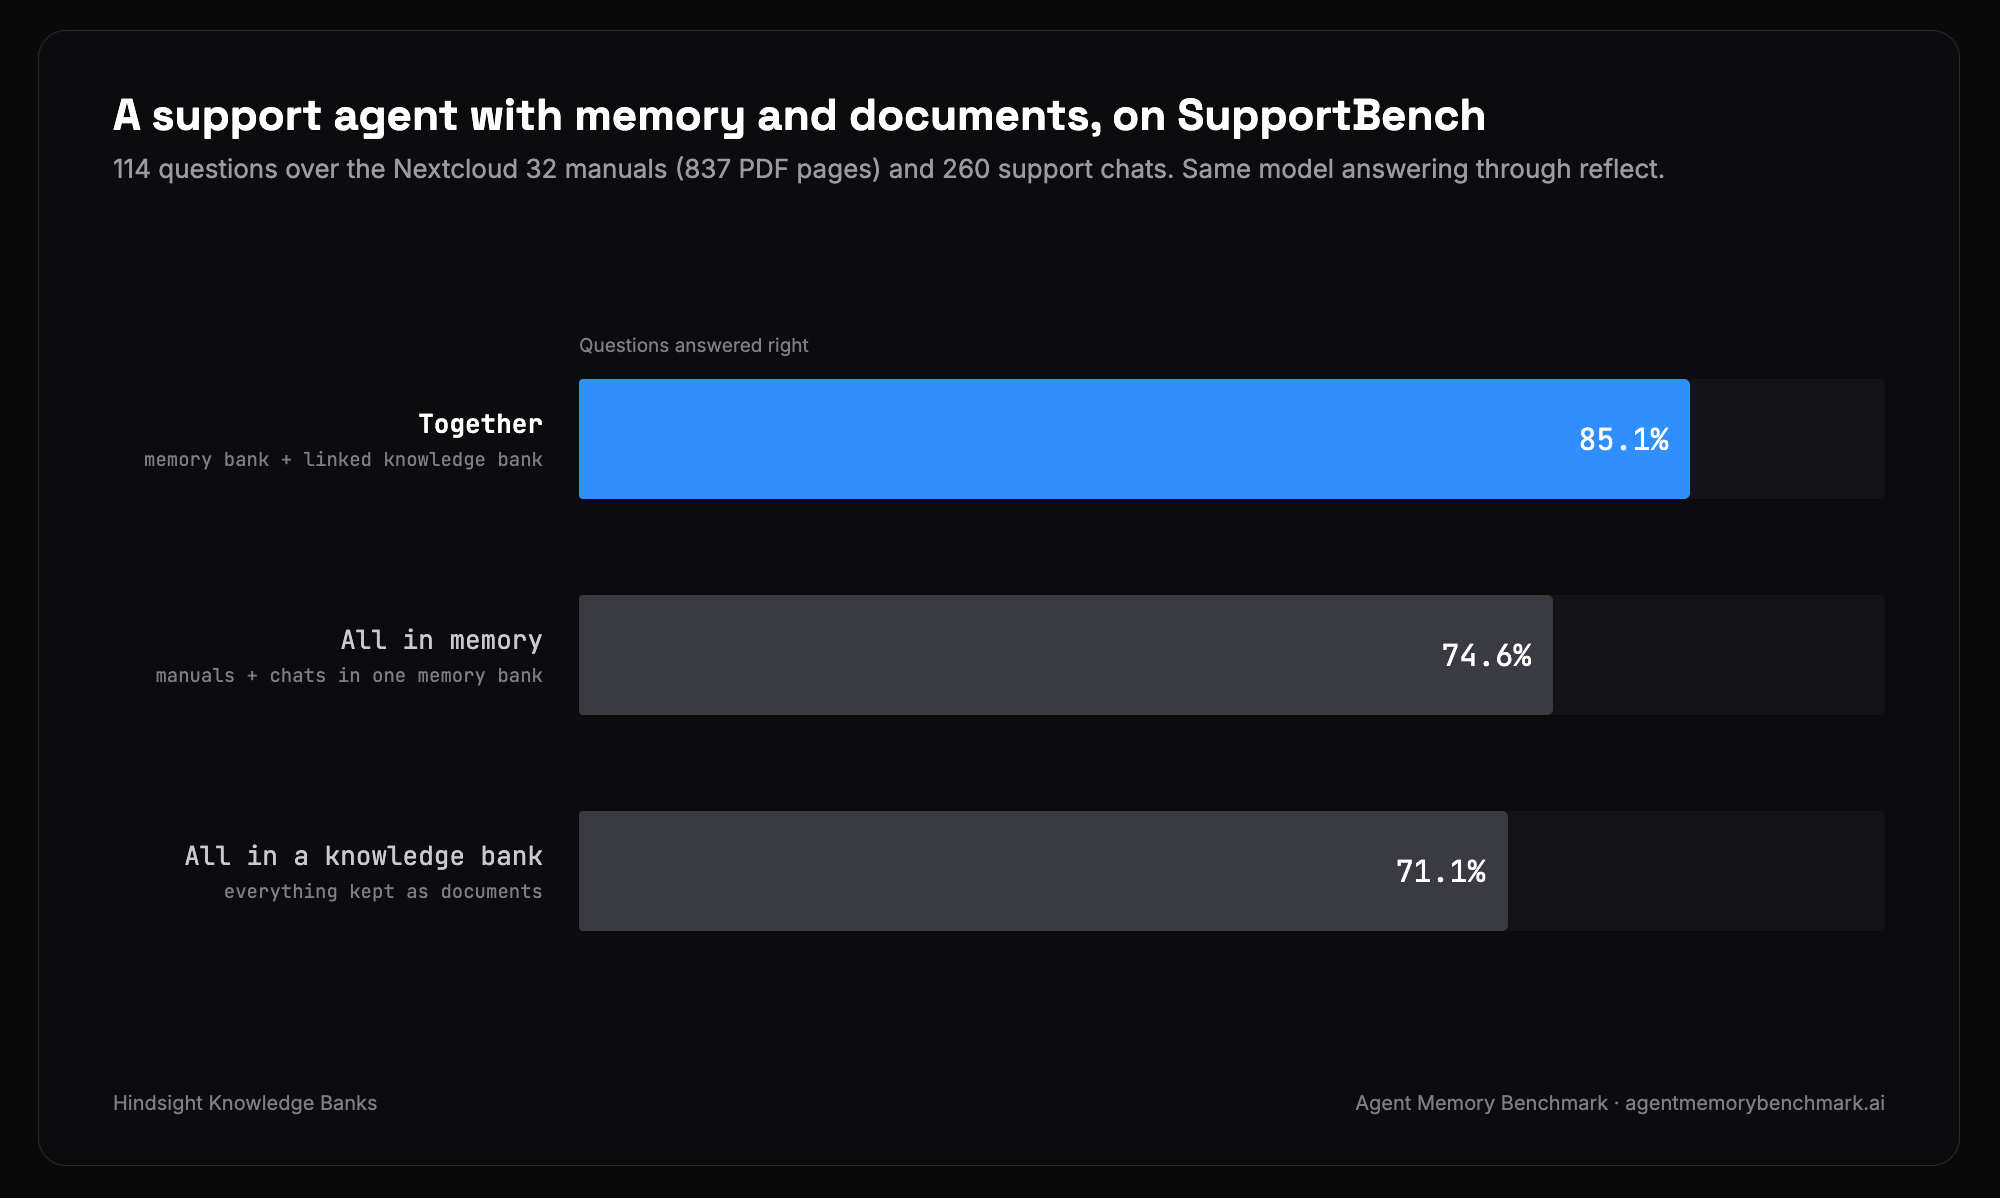 A support agent with memory and documents, on SupportBench
114 questions over the Nextcloud 32 manuals (837 PDF pages) and 260 support chats. Same model answering through reflect.
Questions answered right
Together
memory bank + linked knowledge bank
85.1%
All in memory
manuals + chats in one memory bank
74.6%
All in a knowledge bank
everything kept as documents
71.1%
Hindsight Knowledge Banks
Agent Memory Benchmark · agentmemorybenchmark.ai